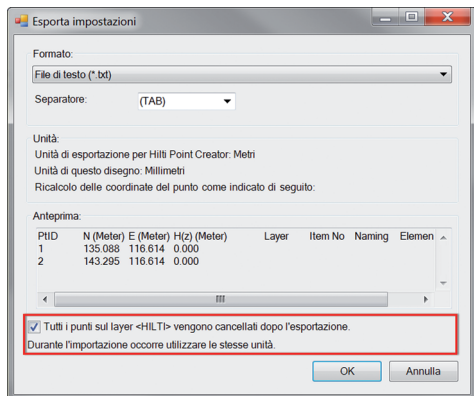 Esporta impostazioni
Formato:
File di testo (*.txt)
Separatore: (TAB)
Unità:
Unità di esportazione per Hilti Point Creator: Metri
Unità di questo disegno: Millimetri
Ricalcolo delle coordinate del punto come indicato di seguito:
Anteprima:
PtID N (Meter) E (Meter) H(z) (Meter) Layer Item No Naming Elemen
1 135.088 116.614 0.000
2 143.295 116.614 0.000
Tutti i punti sul layer <HILTI> vengono cancellati dopo l'esportazione.
Durante l'importazione occorre utilizzare le stesse unità.
OK Annulla